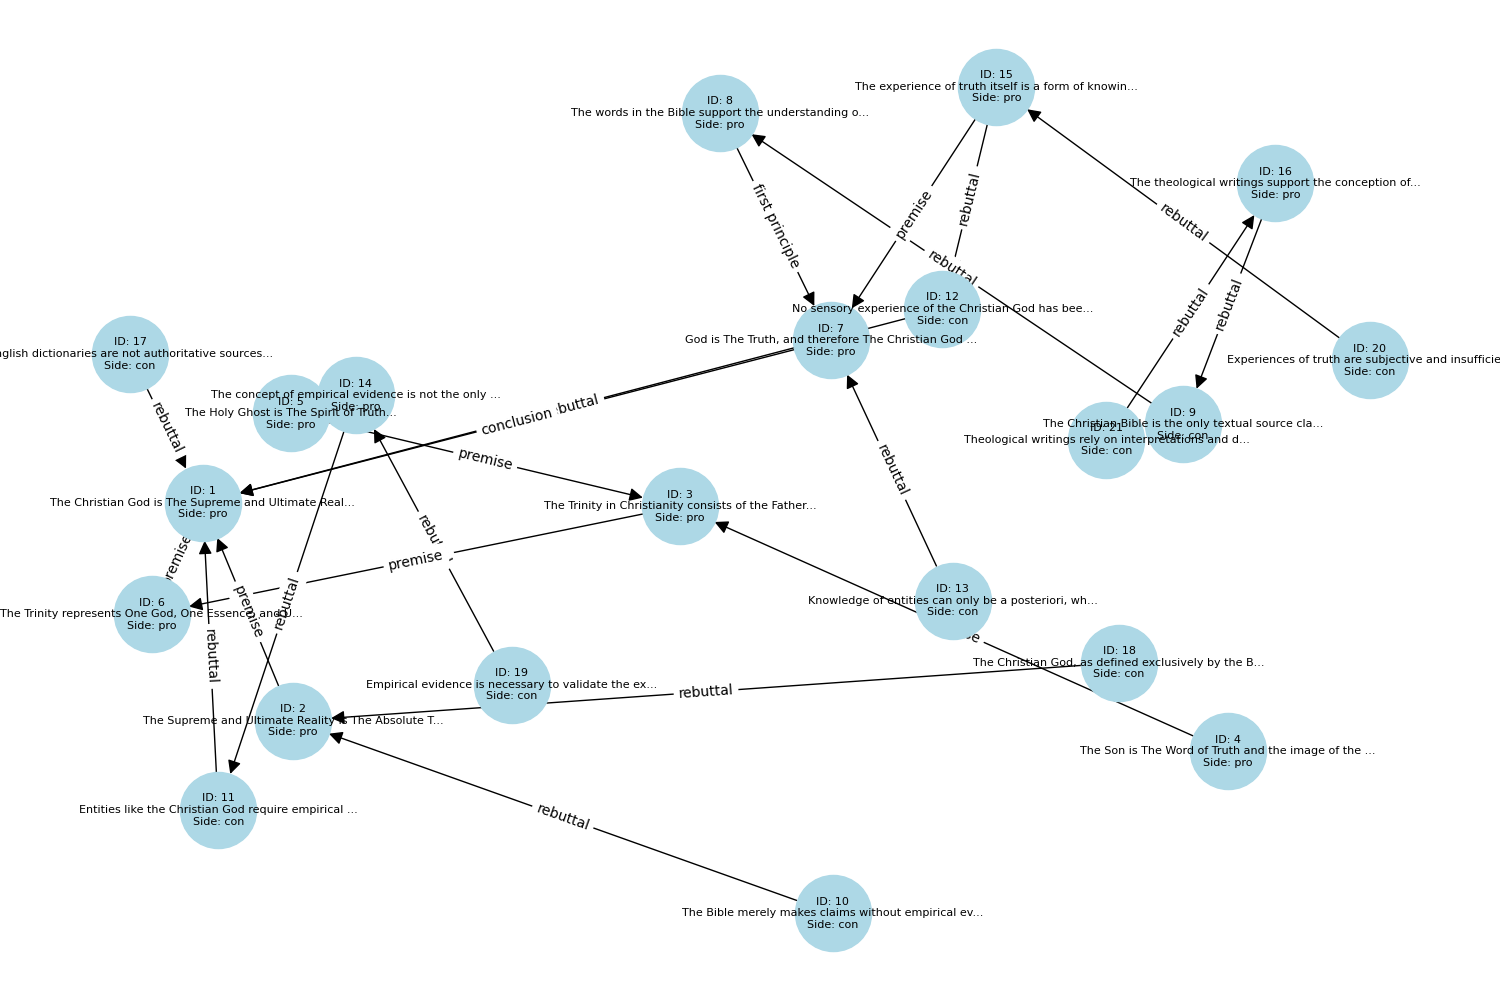 ID: 15
The experience of truth itself is a form of knowin...
Side: pro
ID: 8
The words in the Bible support the understanding o...
Side: pro
ID: 16
The theological writings support the conception of...
Side: pro
rebuttal
rebuttal
premise
first principle
rebuttal
rebuttal
rebuttal
ID: 12
No sensory experience of the Christian God has bee...
Side: con
ID: 7
God is The Truth, and therefore The Christian God ...
Side: pro
ID: 17
English dictionaries are not authoritative sources...
Side: con
ID: 20
Experiences of truth are subjective and insufficie
Side: con
ID: 14
The concept of empirical evidence is not the only ...
Side: pro
ID: 5
The Holy Ghost is The Spirit of Truth...
Side: pro
conclusion
rebuttal
ID: 9
The Christian Bible is the only textual source cla...
Side: con
ID: 21
Theological writings rely on interpretations and d...
Side: con
premise
rebuttal
ID: 1
The Christian God is The Supreme and Ultimate Real...
Side: pro
ID: 3
The Trinity in Christianity consists of the Father...
Side: pro
premise
premise
ID: 6
The Trinity represents One God, One Essence, and U...
Side: pro
premise
rebuttal
rebuttal
ID: 13
Knowledge of entities can only be a posteriori, wh...
Side: con
ID: 18
The Christian God, as defined exclusively by the B...
Side: con
ID: 19
Empirical evidence is necessary to validate the ex...
Side: con
rebuttal
ID: 2
The Supreme and Ultimate Reality is The Absolute T...
Side: pro
ID: 4
The Son is The Word of Truth and the image of the ...
Side: pro
ID: 11
Entities like the Christian God require empirical ...
Side: con
rebuttal
ID: 10
The Bible merely makes claims without empirical ev...
Side: con